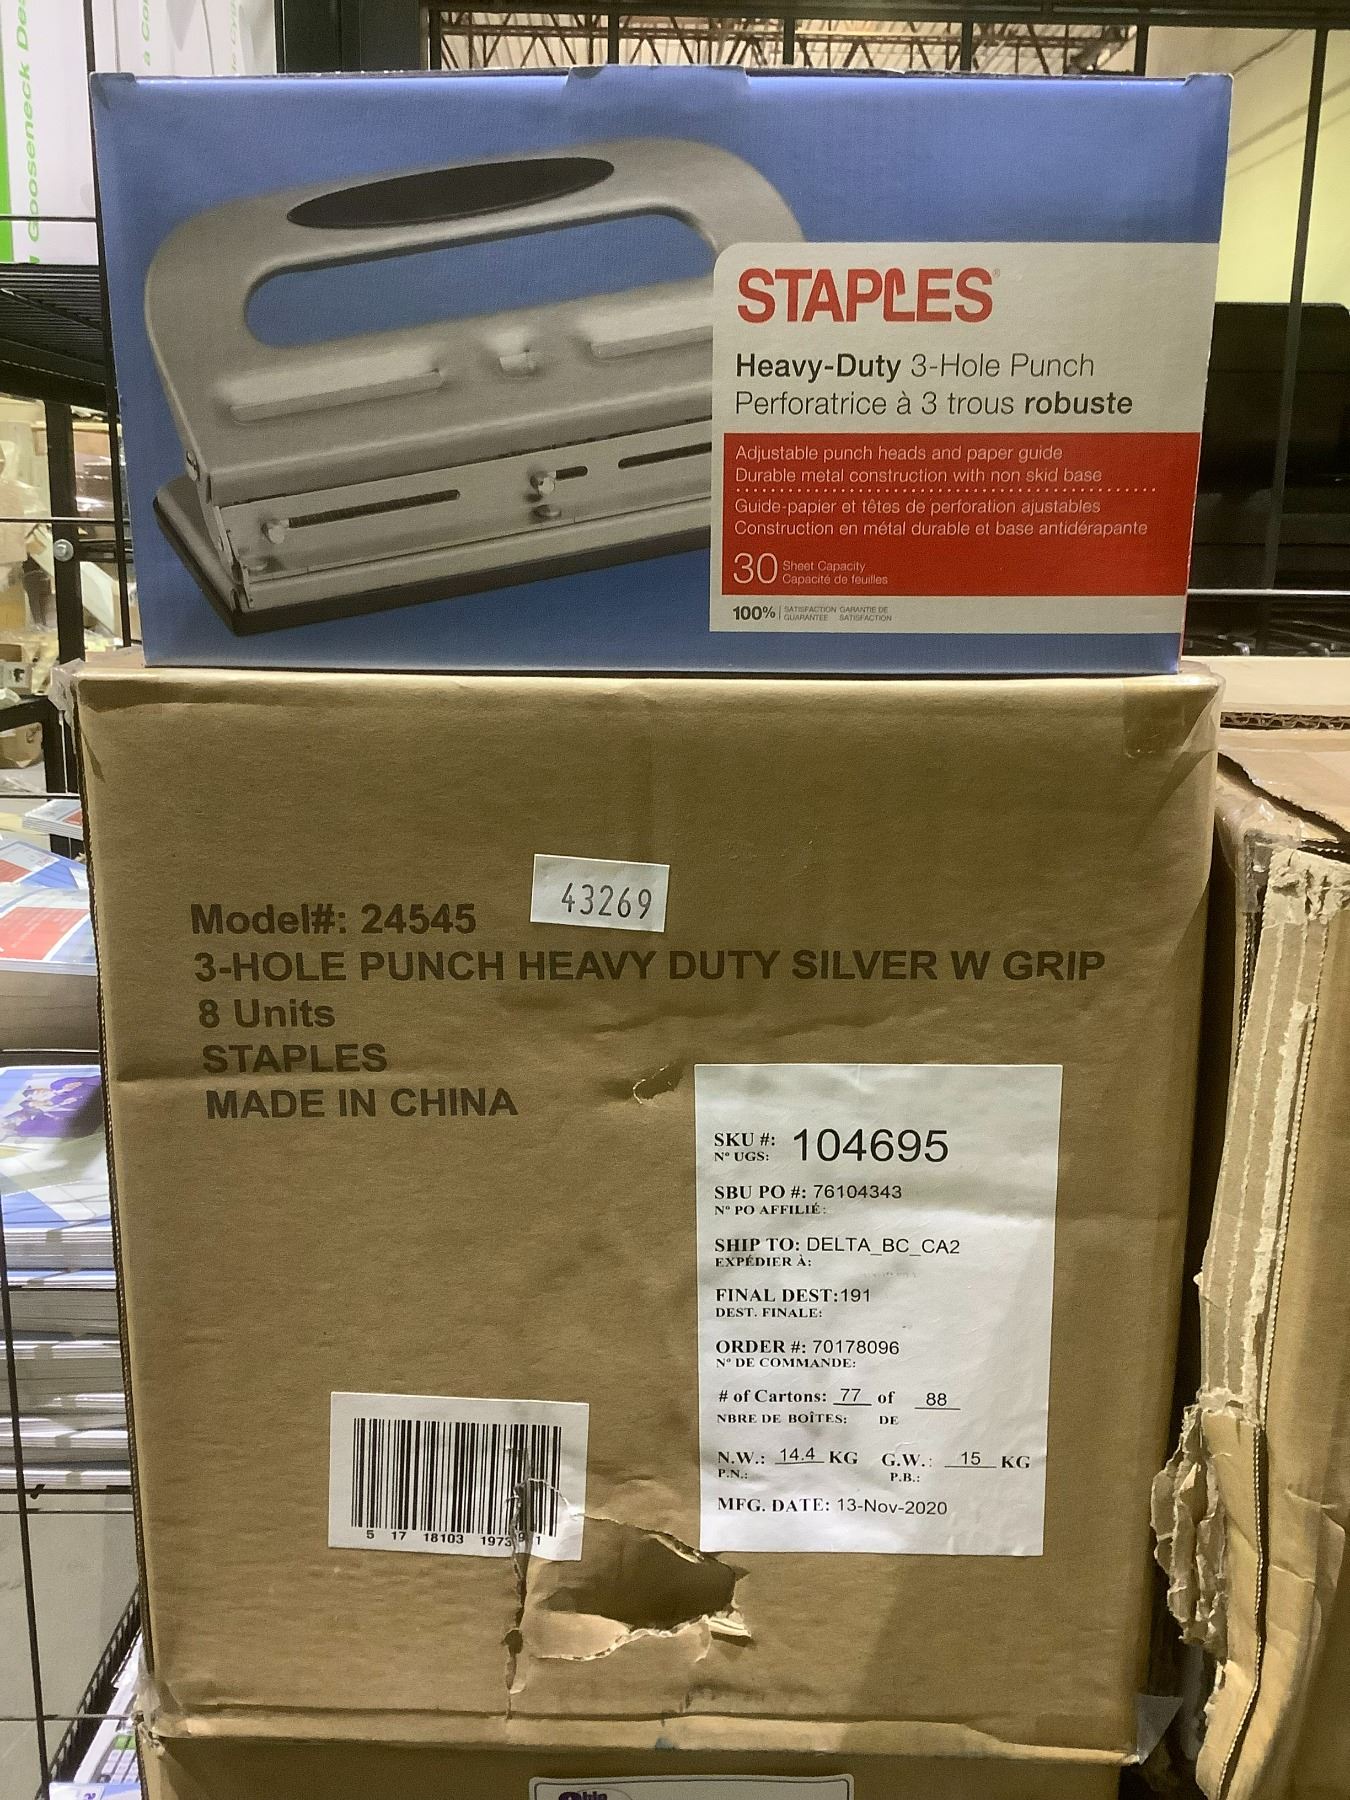 Gooseneck
STAPLES®
Heavy-Duty 3-Hole Punch
Perforatrice à 3 trous robuste
Adjustable punch heads and paper guide
Durable metal construction with non skid base
Guide-papier et têtes de perforation ajustables
Construction en métal durable et base antidérapante
30 Sheet Capacity
Capacité de feuilles
100% SATISFACTION GARANTIE DE
GUARANTEE SATISFACTION
43269
Model#: 24545
3-HOLE PUNCH HEAVY DUTY SILVER W GRIP
8 Units
STAPLES
MADE IN CHINA
SKU #: 104695
Nº UGS:
SBU PO #: 76104343
Nº PO AFFILIÉ:
SHIP TO: DELTA_BC_CA2
EXPÉDIER À:
FINAL DEST:191
DEST. FINALE:
ORDER #: 70178096
Nº DE COMMANDE:
# of Cartons: 77 of 88
NBRE DE BOÎTES: DE
N.W.: 14.4 KG G.W.: 15 KG
P.N.: P.B.:
MFG. DATE: 13-Nov-2020
5 17 18103 1973